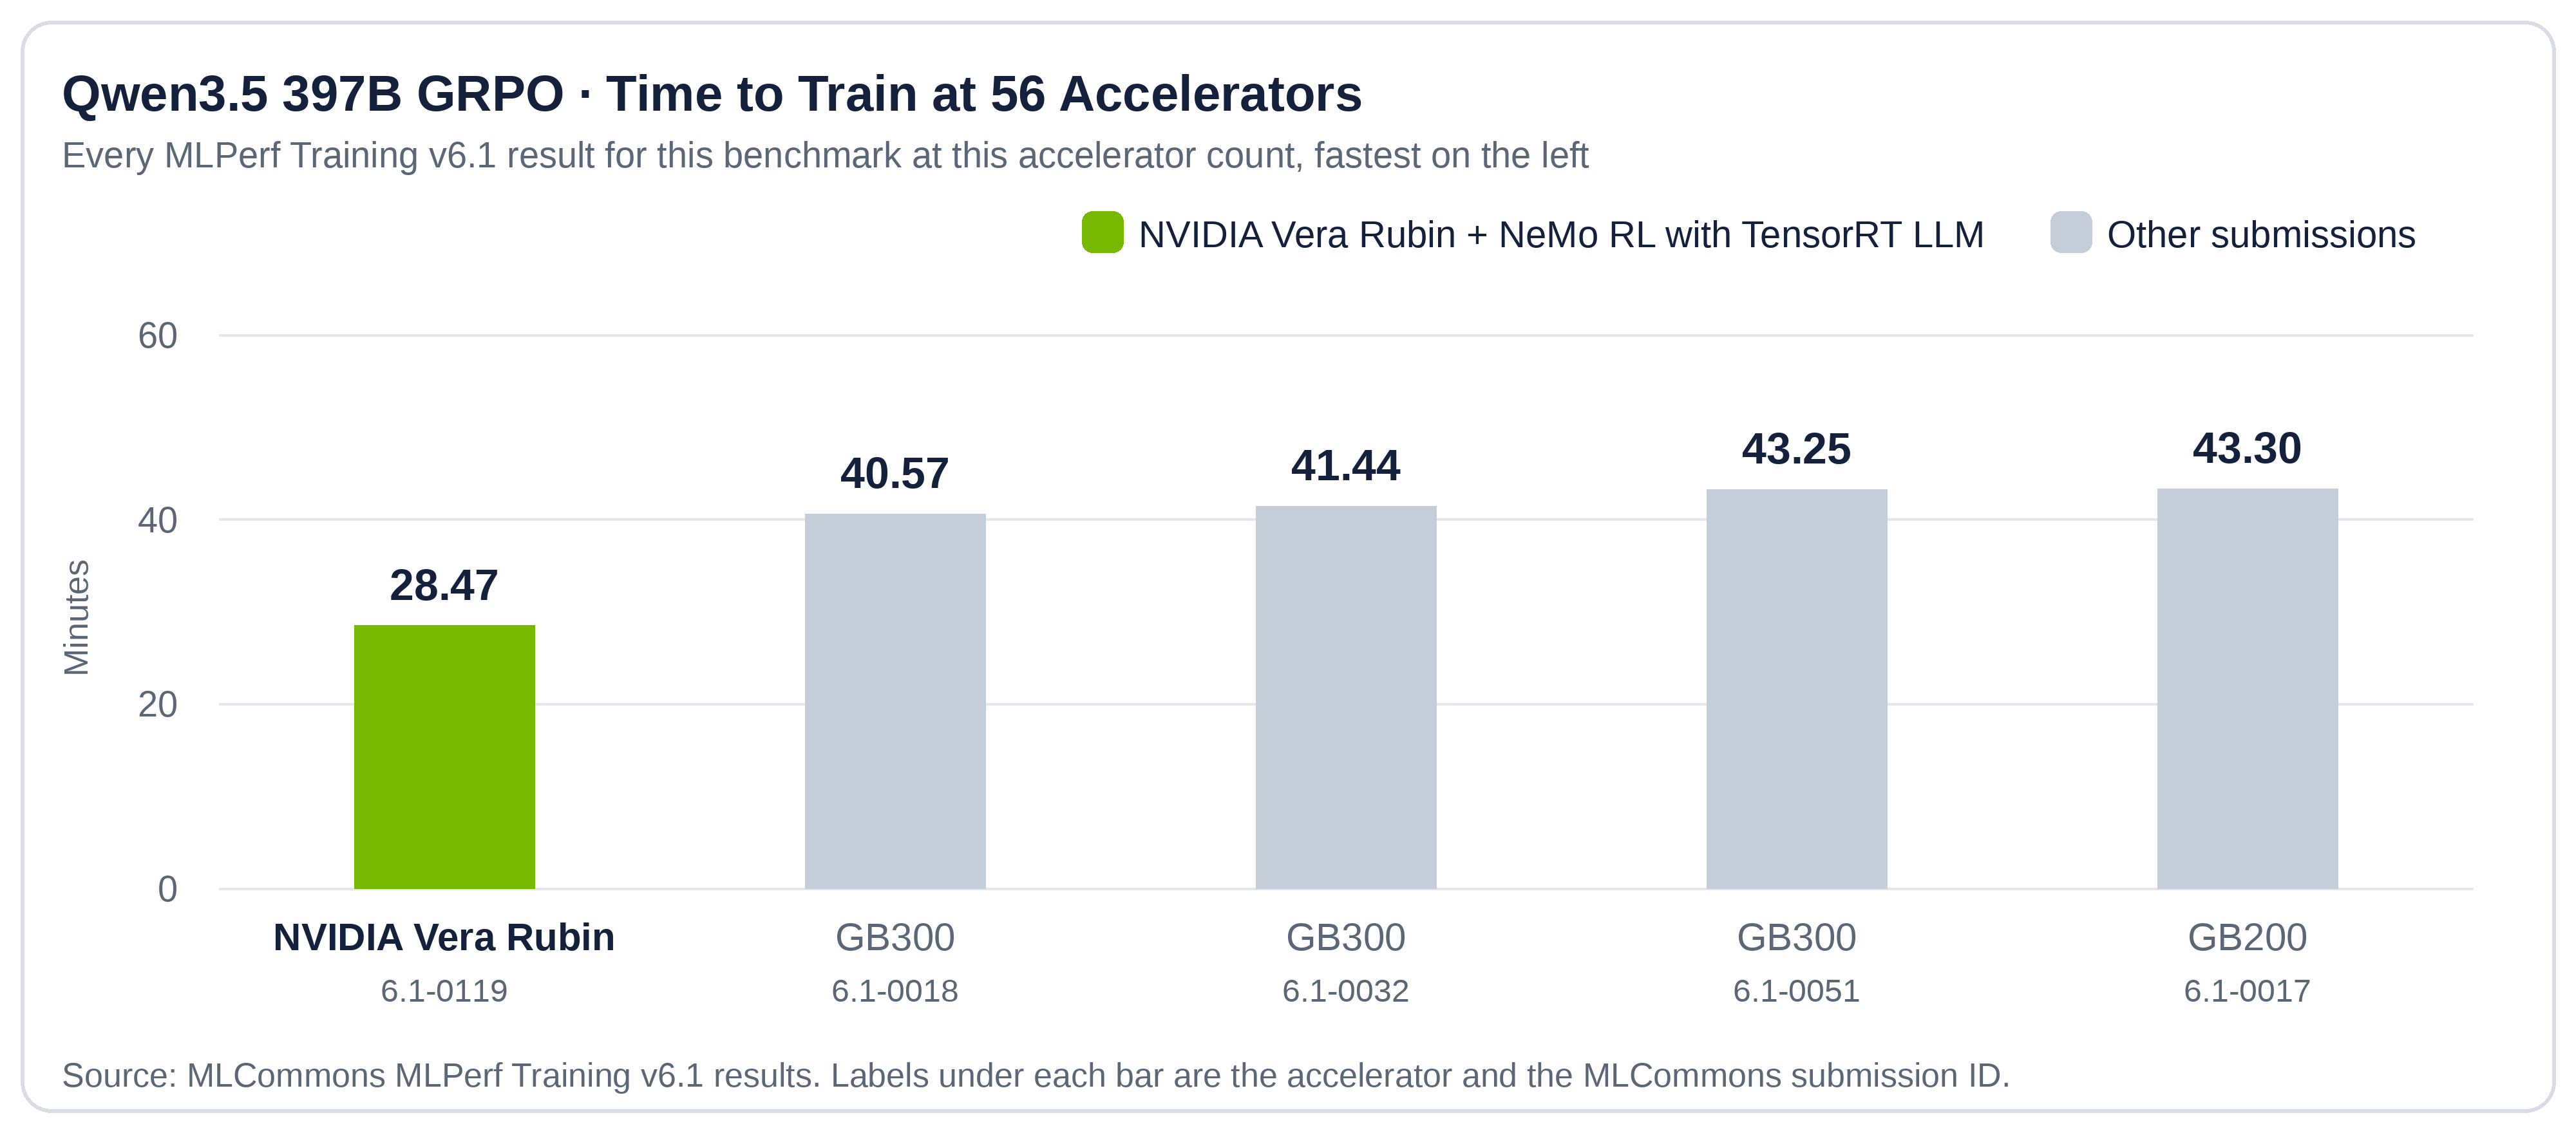 Qwen3.5 397B GRPO · Time to Train at 56 Accelerators
Every MLPerf Training v6.1 result for this benchmark at this accelerator count, fastest on the left
NVIDIA Vera Rubin + NeMo RL with TensorRT LLM
Other submissions
Minutes
60
40
20
0
28.47
40.57
41.44
43.25
43.30
NVIDIA Vera Rubin
6.1-0119
GB300
6.1-0018
GB300
6.1-0032
GB300
6.1-0051
GB200
6.1-0017
Source: MLCommons MLPerf Training v6.1 results. Labels under each bar are the accelerator and the MLCommons submission ID.